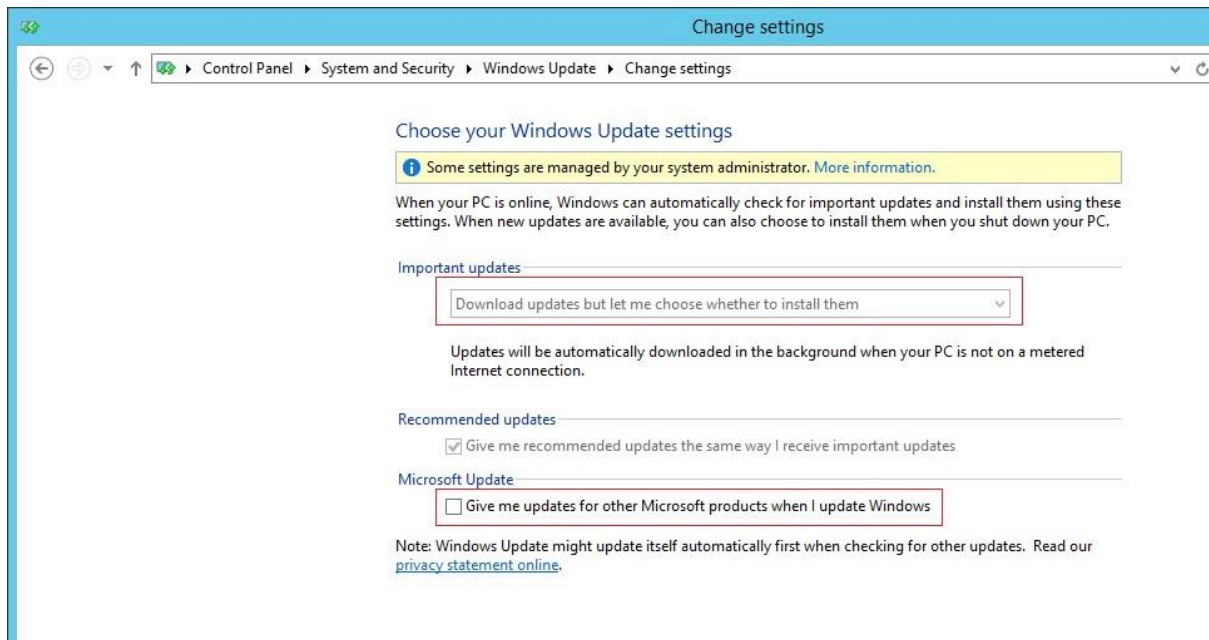 Change settings
Control Panel System and Security Windows Update Change settings
Choose your Windows Update settings
Some settings are managed by your system administrator. More information.
When your PC is online, Windows can automatically check for important updates and install them using these
settings. When new updates are available, you can also choose to install them when you shut down your PC.
Important updates
Download updates but let me choose whether to install them
Updates will be automatically downloaded in the background when your PC is not on a metered
Internet connection.
Recommended updates
Give me recommended updates the same way I receive important updates
Microsoft Update
Give me updates for other Microsoft products when I update Windows
Note: Windows Update might update itself automatically first when checking for other updates. Read our
privacy statement online.